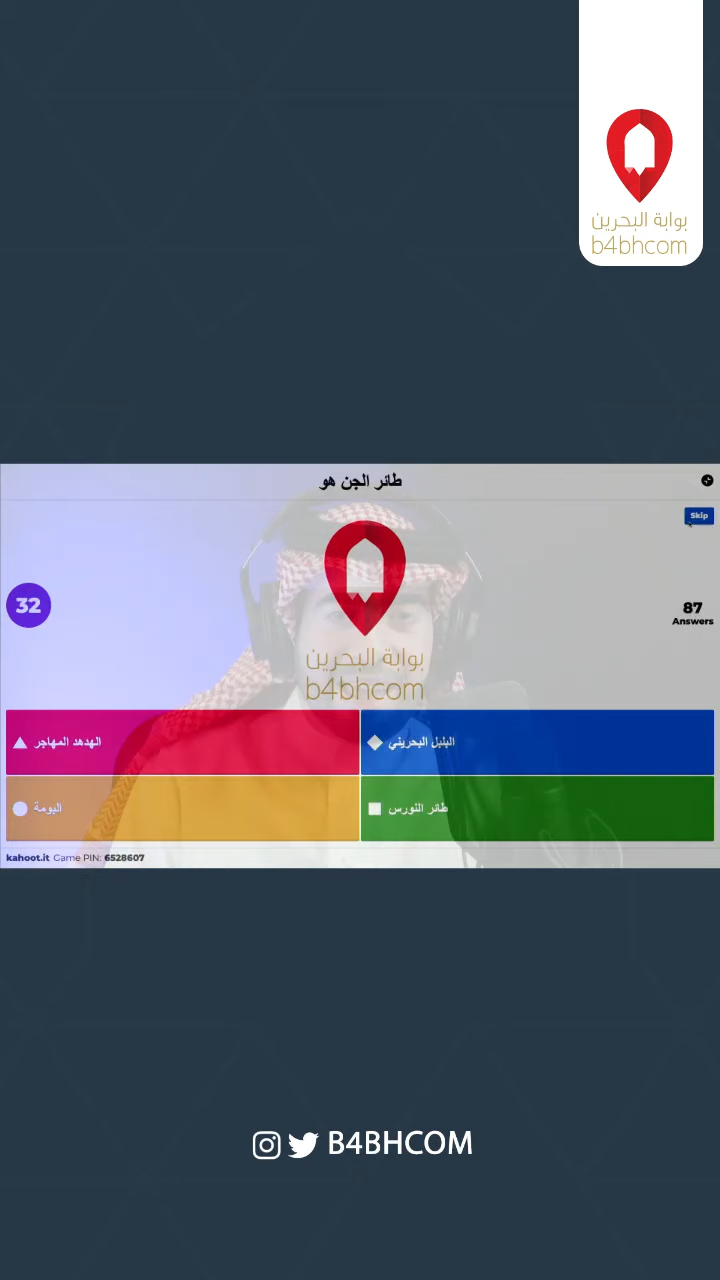 بوابة البحرين
b4bhcom
طائر الجن هو
Skip
32
87
Answers
بوابة البحرين
b4bhcom
الهدهد المهاجر
البلبل البحريني
البومة
طائر النورس
kahoot.it Game PIN: 6528607
B4BHCOM